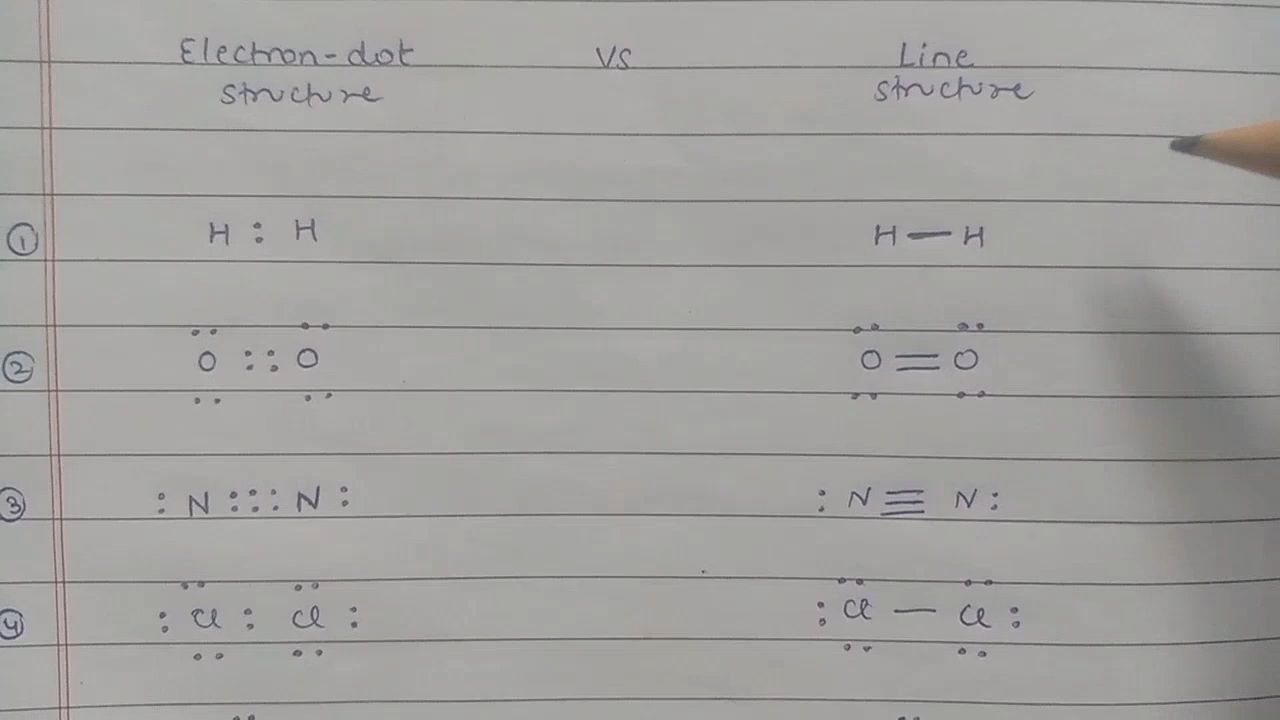 Electron-dot vs Line
structure structure
① H : H H — H
② O :: O O = O
③ : N ::: N : : N ≡ N :
④ : Cl : Cl : : Cl — Cl :